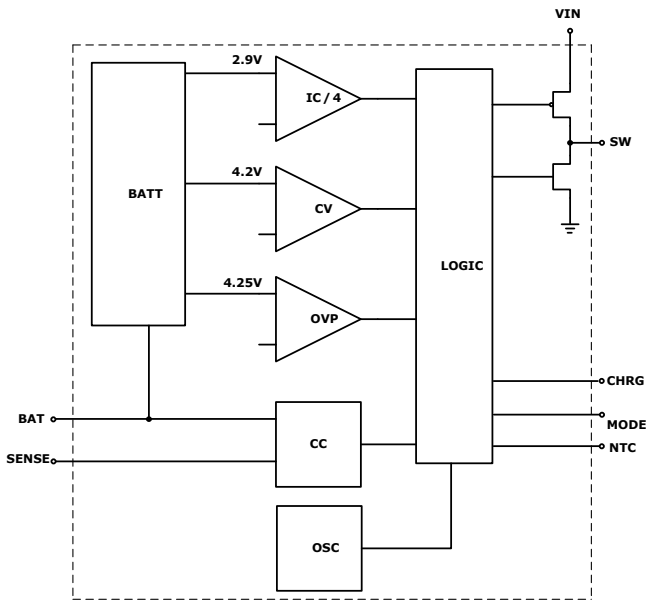 VIN
2.9V
IC / 4
SW
BATT
4.2V
CV
LOGIC
4.25V
OVP
CHRG
BAT
MODE
CC
NTC
SENSE
OSC